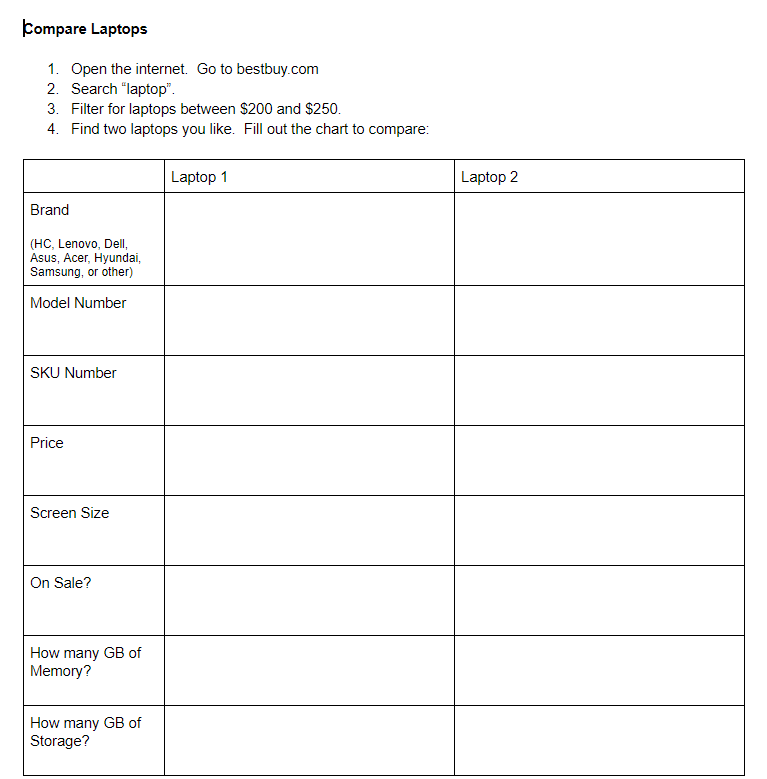 Compare Laptops
1. Open the internet.  Go to bestbuy.com
2. Search “laptop”.
3. Filter for laptops between $200 and $250.
4. Find two laptops you like.  Fill out the chart to compare:
Laptop 1 Laptop 2
Brand
(HC, Lenovo, Dell,
Asus, Acer, Hyundai,
Samsung, or other)
Model Number
SKU Number
Price
Screen Size
On Sale?
How many GB of
Memory?
How many GB of
Storage?